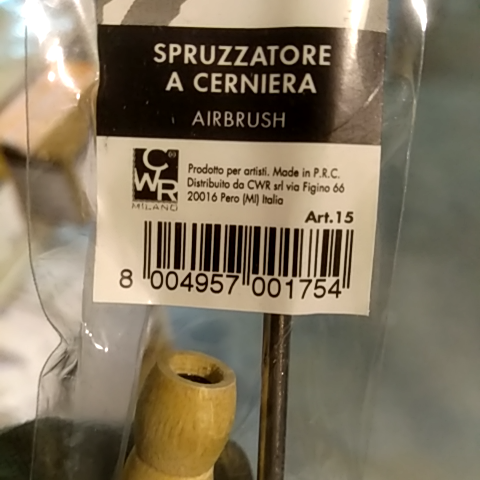 SPRUZZATORE
A CERNIERA
AIRBRUSH
CWR®
MILANO
Prodotto per artisti. Made in P.R.C.
Distribuito da CWR srl via Figino 66
20016 Pero (MI) Italia
Art.15
8 004957 001754